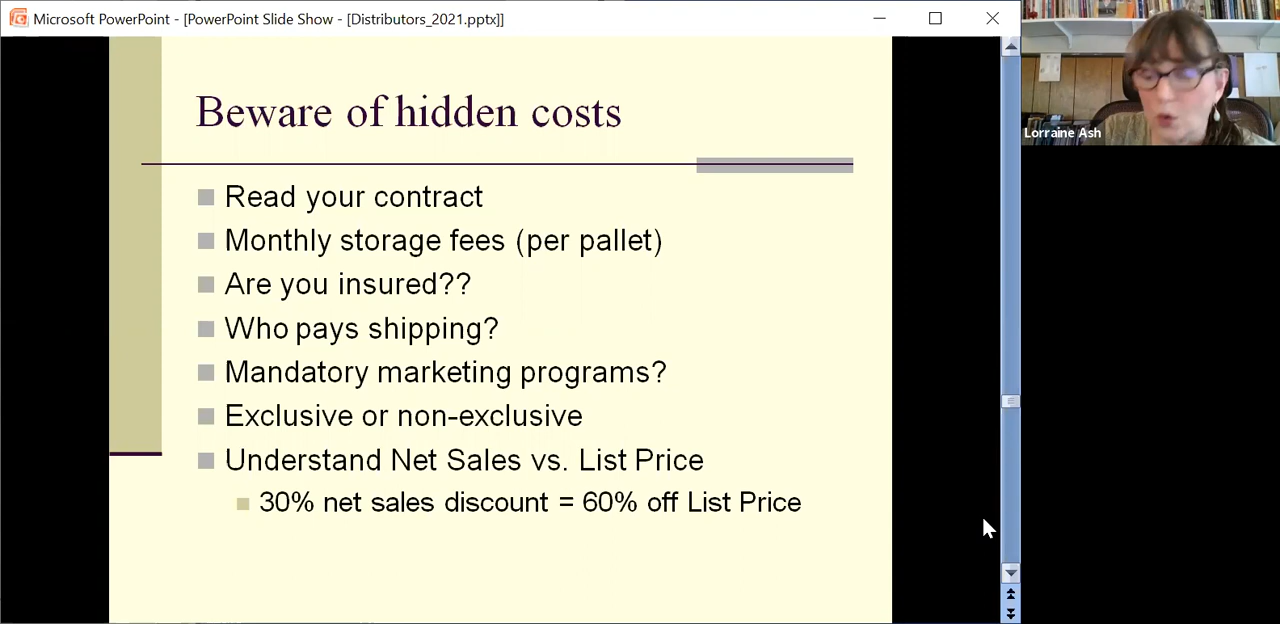 Microsoft PowerPoint - [PowerPoint Slide Show - [Distributors_2021.pptx]]
Beware of hidden costs
Read your contract
Monthly storage fees (per pallet)
Are you insured??
Who pays shipping?
Mandatory marketing programs?
Exclusive or non-exclusive
Understand Net Sales vs. List Price
30% net sales discount = 60% off List Price
Lorraine Ash